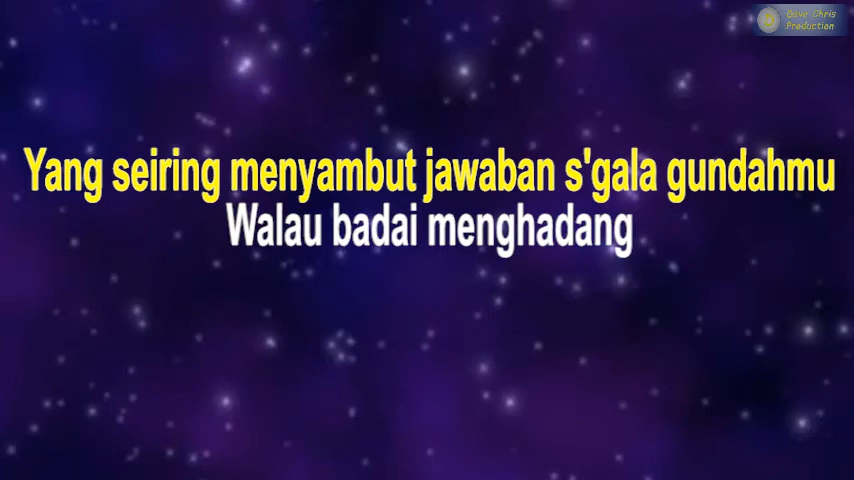 Dave Chris
Production
Yang seiring menyambut jawaban s'gala gundahmu
Walau badai menghadang